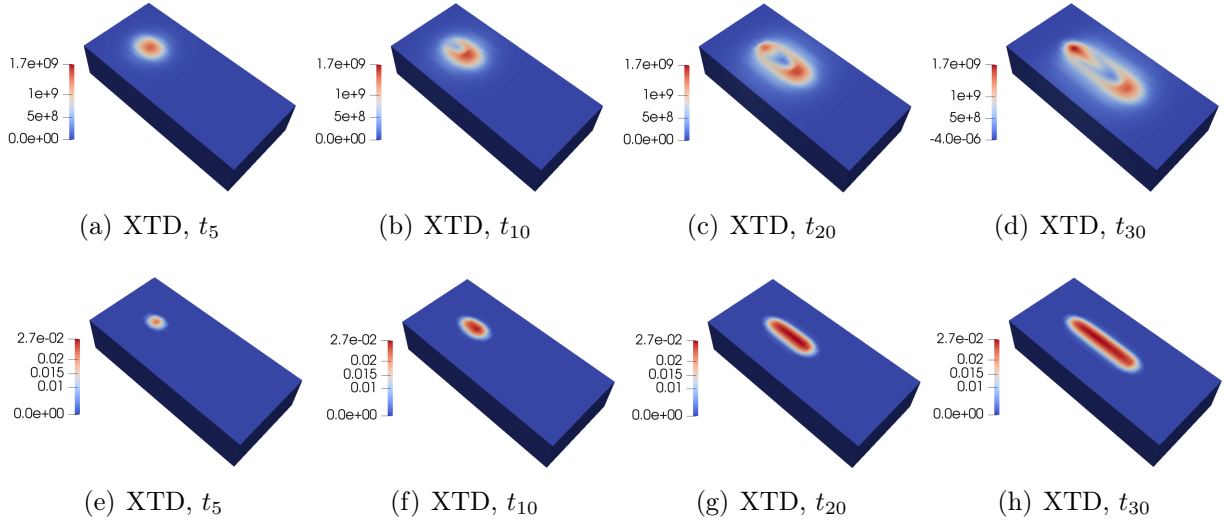 1.7e+09
1e+9
5e+8
0.0e+00
1.7e+09
1e+9
5e+8
0.0e+00
1.7e+09
1e+9
5e+8
0.0e+00
1.7e+09
1e+9
5e+8
-4.0e-06
(a) XTD, t5
(b) XTD, t10
(c) XTD, t20
(d) XTD, t30
2.7e-02
0.02
0.015
0.01
0.0e+00
2.7e-02
0.02
0.015
0.01
0.0e+00
2.7e-02
0.02
0.015
0.01
0.0e+00
2.7e-02
0.02
0.015
0.01
0.0e+00
(e) XTD, t5
(f) XTD, t10
(g) XTD, t20
(h) XTD, t30